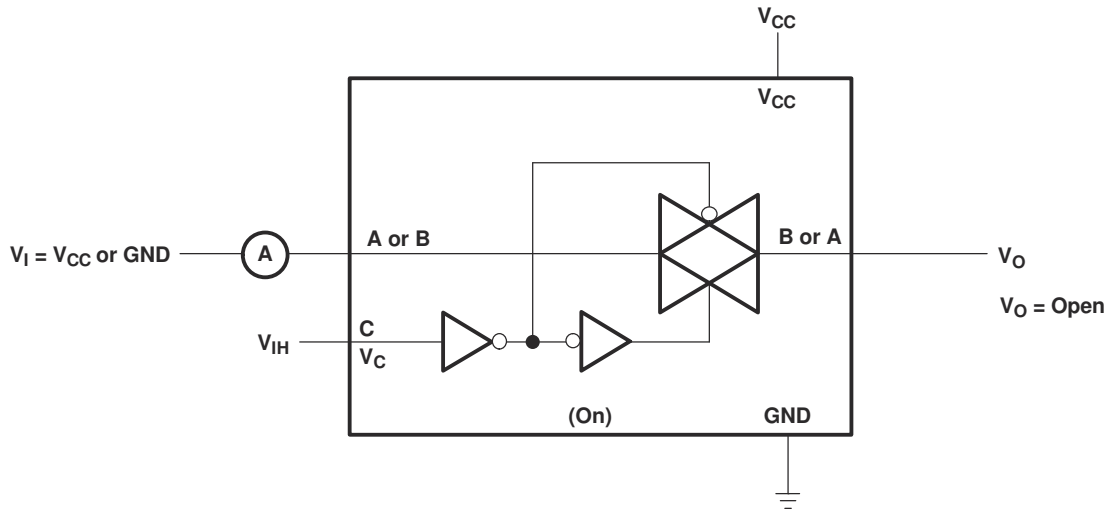 VCC
VCC
VI = VCC or GND
A
A or B
B or A
VO
VO = Open
VIH
C
VC
(On)
GND